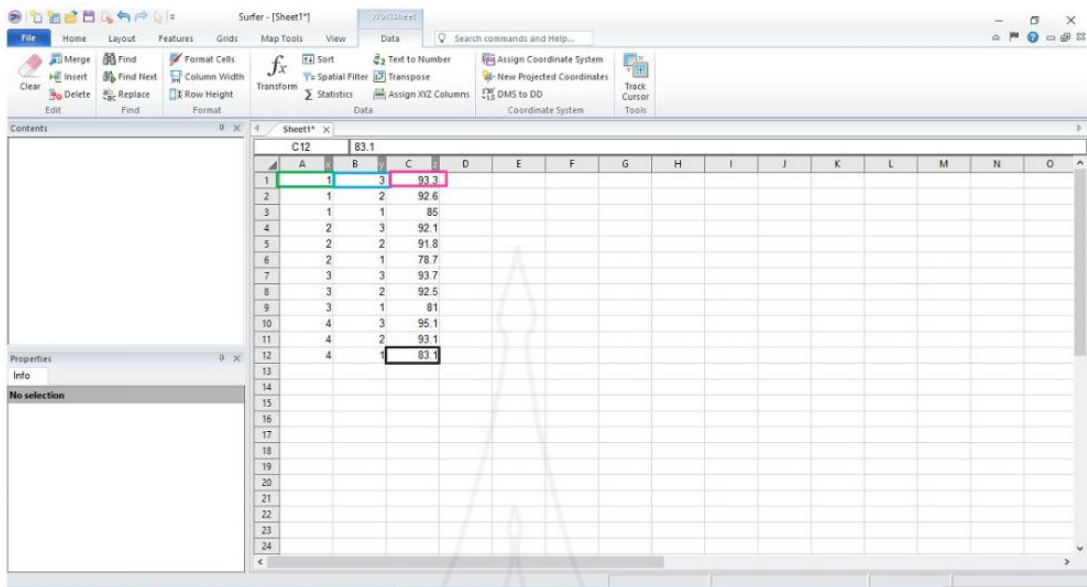 Surfer - [Sheet1*]
Worksheet
File Home Layout Features Grids Map Tools View Data Search commands and Help...
Clear
Merge
Insert
Delete
Edit
Find
Find Next
Replace
Find
Format Cells
Column Width
Row Height
Format
fx
Transform
Sort
Spatial Filter
Statistics
Text to Number
Transpose
Assign XYZ Columns
Data
Assign Coordinate System
New Projected Coordinates
DMS to DD
Coordinate System
Track
Cursor
Tools
Contents
Sheet1*
C12 83.1
A x B y C z D E F G H I J K L M N O
1 1 3 93.3
2 1 2 92.6
3 1 1 85
4 2 3 92.1
5 2 2 91.8
6 2 1 78.7
7 3 3 93.7
8 3 2 92.5
9 3 1 81
10 4 3 95.1
11 4 2 93.1
12 4 1 83.1
13
14
15
16
17
18
19
20
21
22
23
24
Properties
Info
No selection